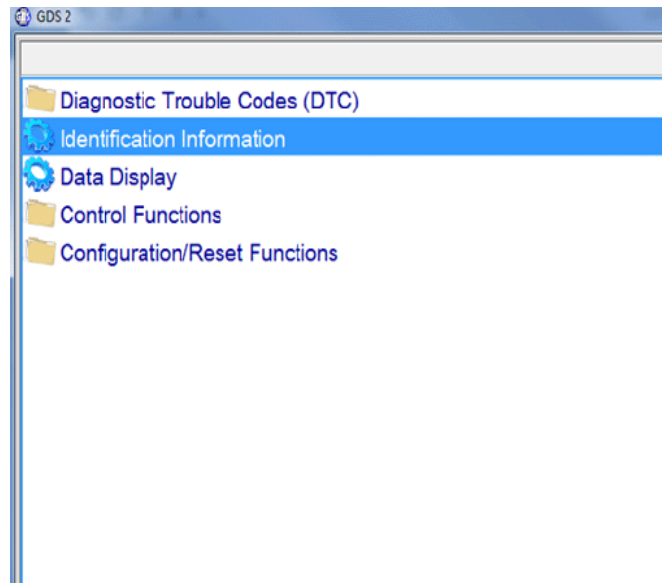 GDS 2
Diagnostic Trouble Codes (DTC)
Identification Information
Data Display
Control Functions
Configuration/Reset Functions